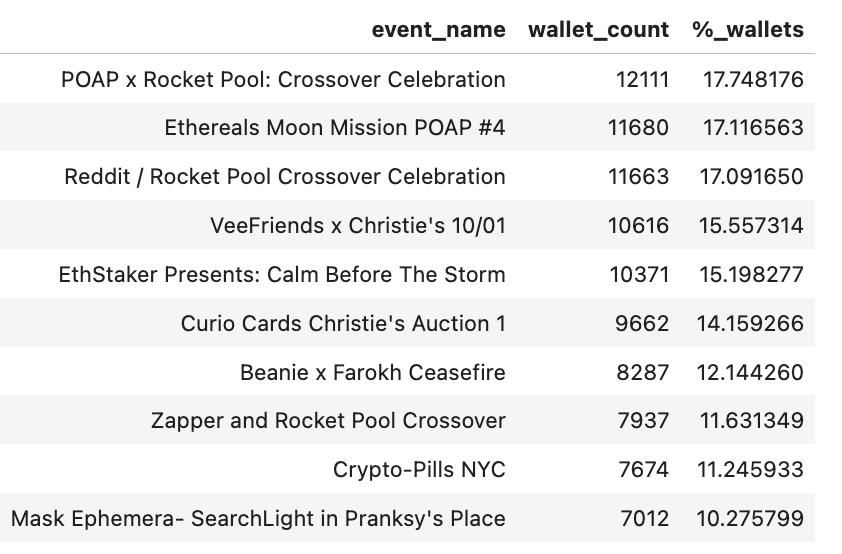 event_name wallet_count %_wallets
POAP x Rocket Pool: Crossover Celebration 12111 17.748176
Ethereals Moon Mission POAP #4 11680 17.116563
Reddit / Rocket Pool Crossover Celebration 11663 17.091650
VeeFriends x Christie's 10/01 10616 15.557314
EthStaker Presents: Calm Before The Storm 10371 15.198277
Curio Cards Christie's Auction 1 9662 14.159266
Beanie x Farokh Ceasefire 8287 12.144260
Zapper and Rocket Pool Crossover 7937 11.631349
Crypto-Pills NYC 7674 11.245933
Mask Ephemera- SearchLight in Pranksy's Place 7012 10.275799